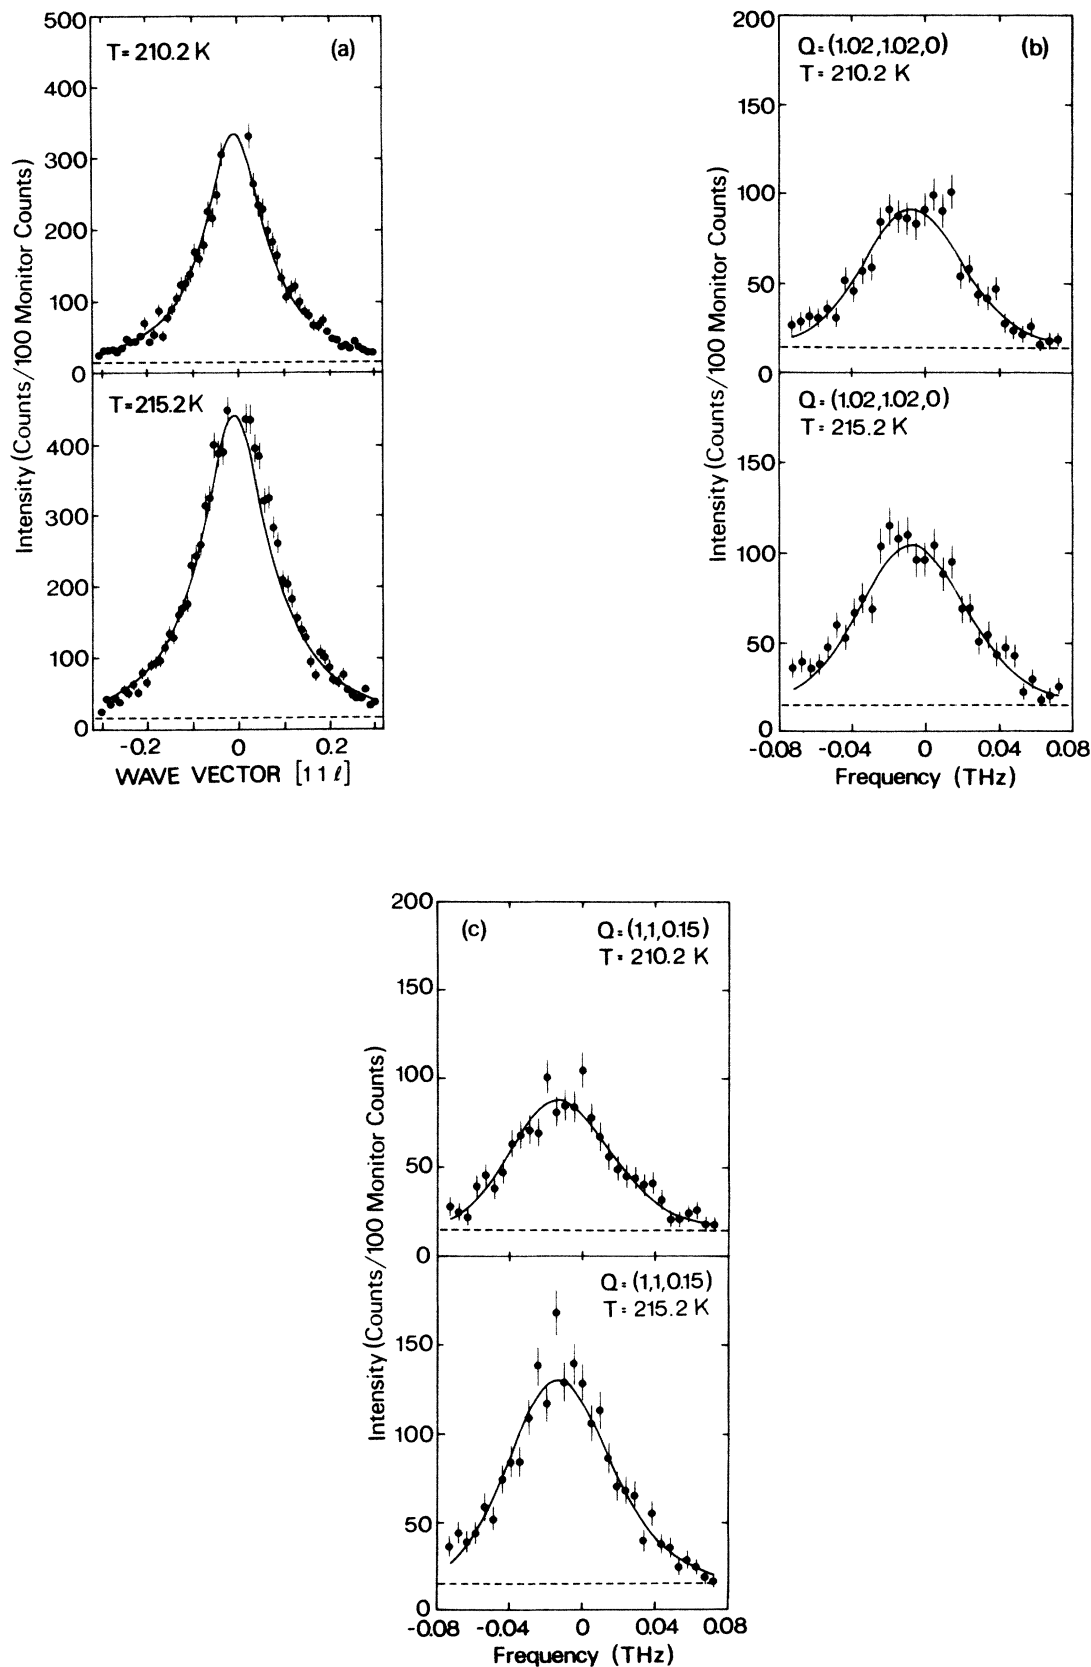 500
400
300
200
100
0
400
300
200
100
0
T=210.2 K
(a)
T=215.2K
-0.2
0
0.2
WAVE VECTOR [1 1 ℓ]
Intensity (Counts/100 Monitor Counts)
200
150
100
50
0
150
100
50
0
Q=(1.02,1.02,0)
(b)
T=210.2 K
Q=(1.02,1.02,0)
T=215.2 K
-0.08
-0.04
0
0.04
0.08
Frequency (THz)
Intensity (Counts/100 Monitor Counts)
200
150
100
50
0
150
100
50
0
(c)
Q=(1,1,0.15)
T=210.2 K
Q=(1,1,0.15)
T=215.2 K
-0.08
-0.04
0
0.04
0.08
Frequency (THz)
Intensity (Counts/100 Monitor Counts)